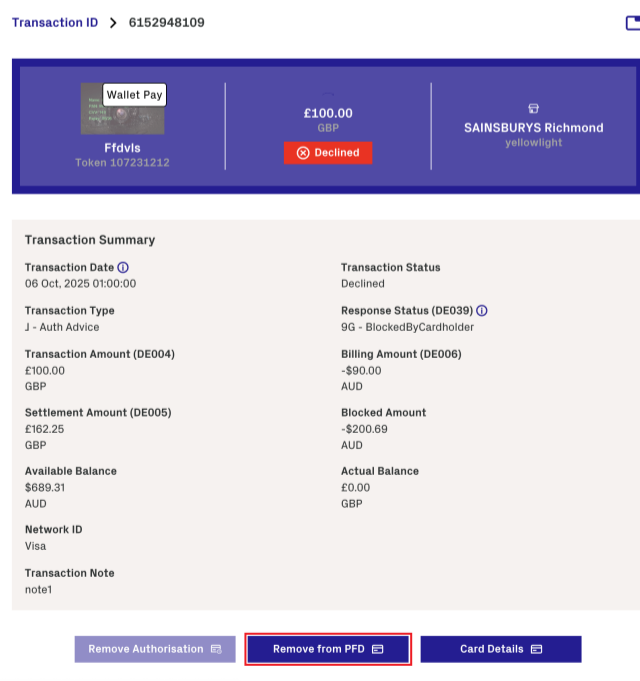 Transaction ID > 6152948109
Wallet Pay
Ffdvls
Token 107231212
£100.00
GBP
Declined
SAINSBURYS Richmond
yellowlight
Transaction Summary
Transaction Date
06 Oct, 2025 01:00:00
Transaction Status
Declined
Transaction Type
J - Auth Advice
Response Status (DE039)
9G - BlockedByCardholder
Transaction Amount (DE004)
£100.00
GBP
Billing Amount (DE006)
-$90.00
AUD
Settlement Amount (DE005)
£162.25
GBP
Blocked Amount
-$200.69
AUD
Available Balance
$689.31
AUD
Actual Balance
£0.00
GBP
Network ID
Visa
Transaction Note
note1
Remove Authorisation
Remove from PFD
Card Details